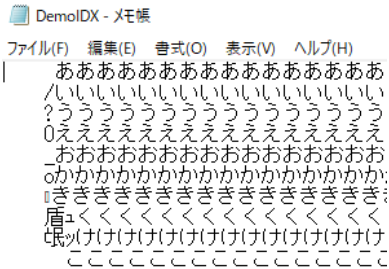 DemoIDX - メモ帳
ファイル(F) 編集(E) 書式(O) 表示(V) ヘルプ(H)
ああああああああああああああああ
/いいいいいいいいいいいいいいいい
?うううううううううううううううう
Oええええええええええええええええ
_おおおおおおおおおおおおおおおお
oかかかかかかかかかかかかかかかか
きききききききききききききききき
盾ュくくくくくくくくくくくくくくく
氓ッけけけけけけけけけけけけけけけ
ここここここここここここここここ